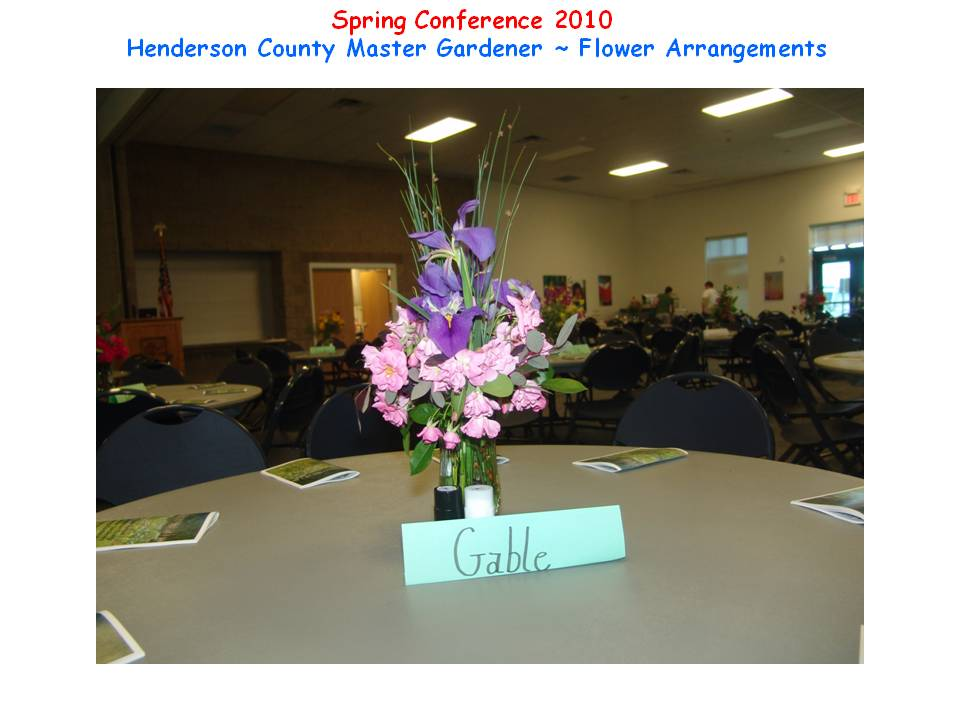 Spring Conference 2010
Henderson County Master Gardener ~ Flower Arrangements
Gable